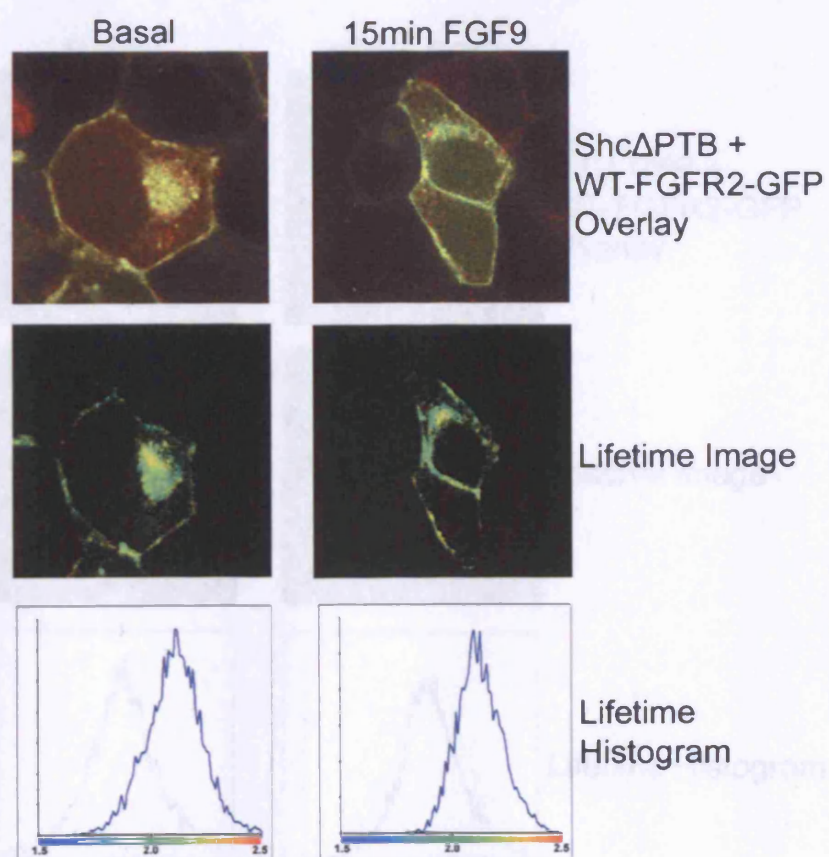 Basal
15min FGF9
ShcΔPTB +
WT-FGFR2-GFP
Overlay
Lifetime Image
Lifetime
Histogram
1.5 2.0 2.5
1.5 2.0 2.5